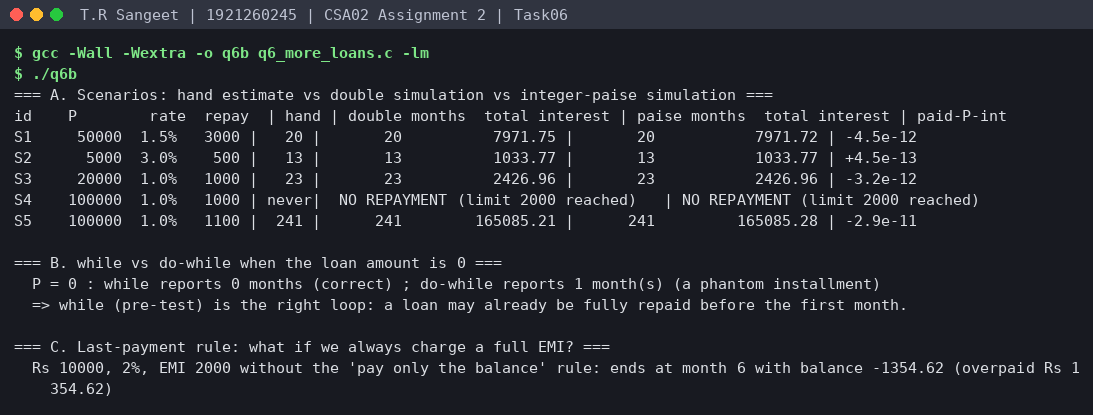 T.R Sangeet | 1921260245 | CSA02 Assignment 2 | Task06
$ gcc -Wall -Wextra -o q6b q6_more_loans.c -lm
$ ./q6b
=== A. Scenarios: hand estimate vs double simulation vs integer-paise simulation ===
id    P        rate  repay  | hand | double months  total interest | paise months  total interest | paid-P-int
S1     50000  1.5%   3000 |   20 |       20          7971.75 |       20           7971.72 | -4.5e-12
S2      5000  3.0%    500 |   13 |       13          1033.77 |       13           1033.77 | +4.5e-13
S3     20000  1.0%   1000 |   23 |       23          2426.96 |       23           2426.96 | -3.2e-12
S4    100000  1.0%   1000 | never|  NO REPAYMENT (limit 2000 reached)   | NO REPAYMENT (limit 2000 reached)
S5    100000  1.0%   1100 |  241 |      241        165085.21 |      241         165085.28 | -2.9e-11
=== B. while vs do-while when the loan amount is 0 ===
  P = 0 : while reports 0 months (correct) ; do-while reports 1 month(s) (a phantom installment)
  => while (pre-test) is the right loop: a loan may already be fully repaid before the first month.
=== C. Last-payment rule: what if we always charge a full EMI? ===
  Rs 10000, 2%, EMI 2000 without the 'pay only the balance' rule: ends at month 6 with balance -1354.62 (overpaid Rs 1
    354.62)